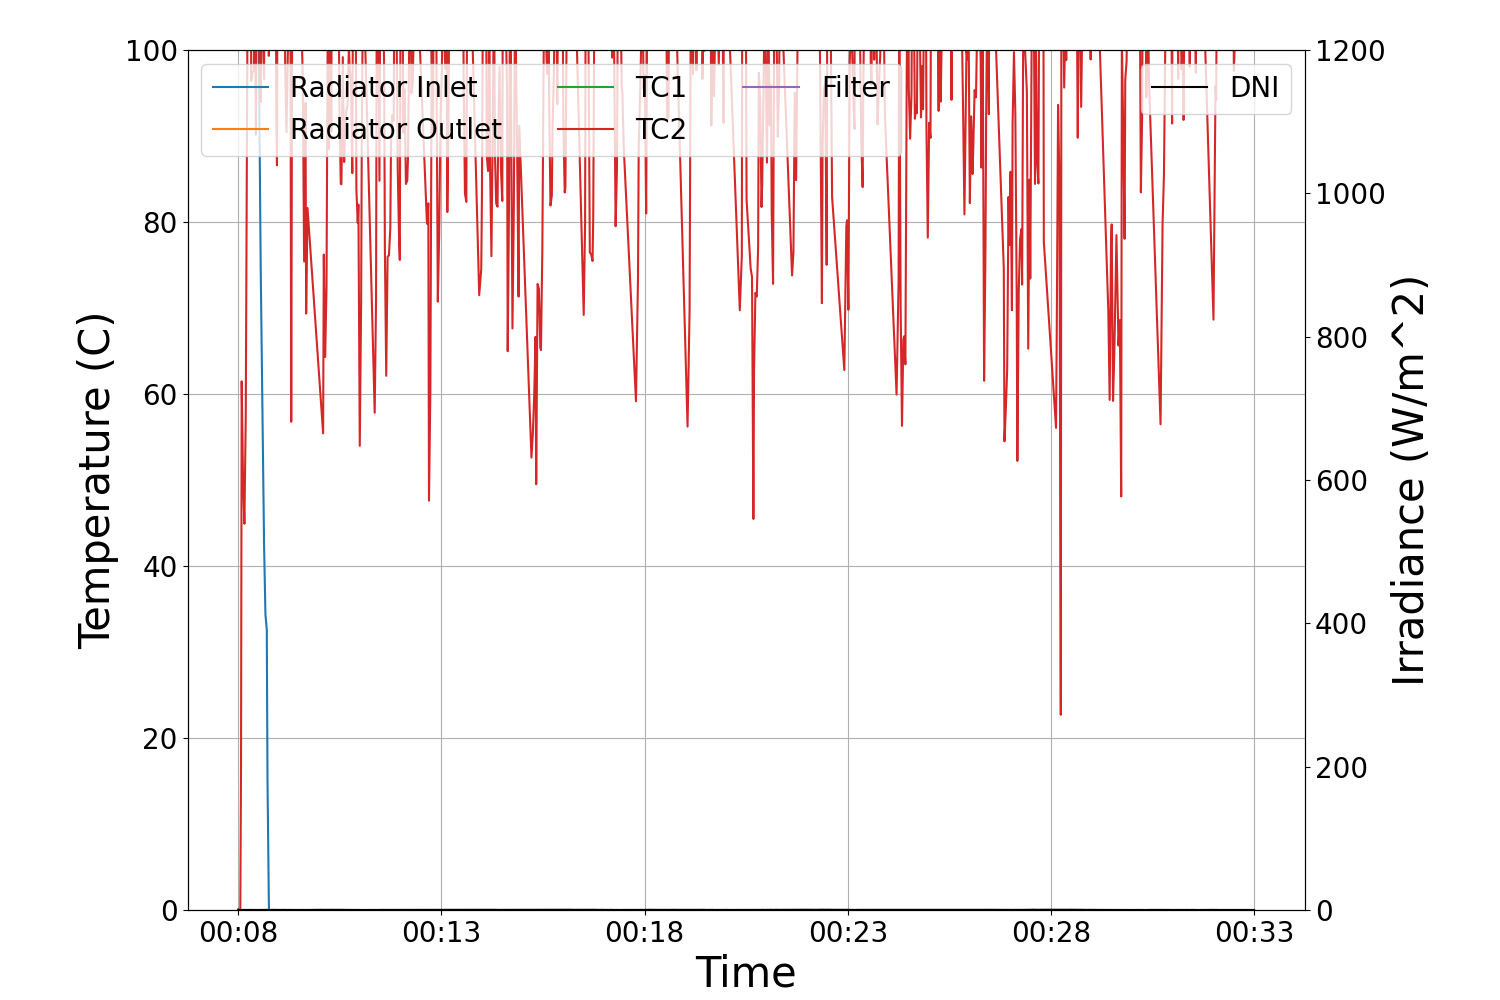 Radiator Inlet
Radiator Outlet
TC1
TC2
Filter
DNI
100
80
60
40
20
0
Temperature (C)
1200
1000
800
600
400
200
0
Irradiance (W/m^2)
00:08 00:13 00:18 00:23 00:28 00:33
Time